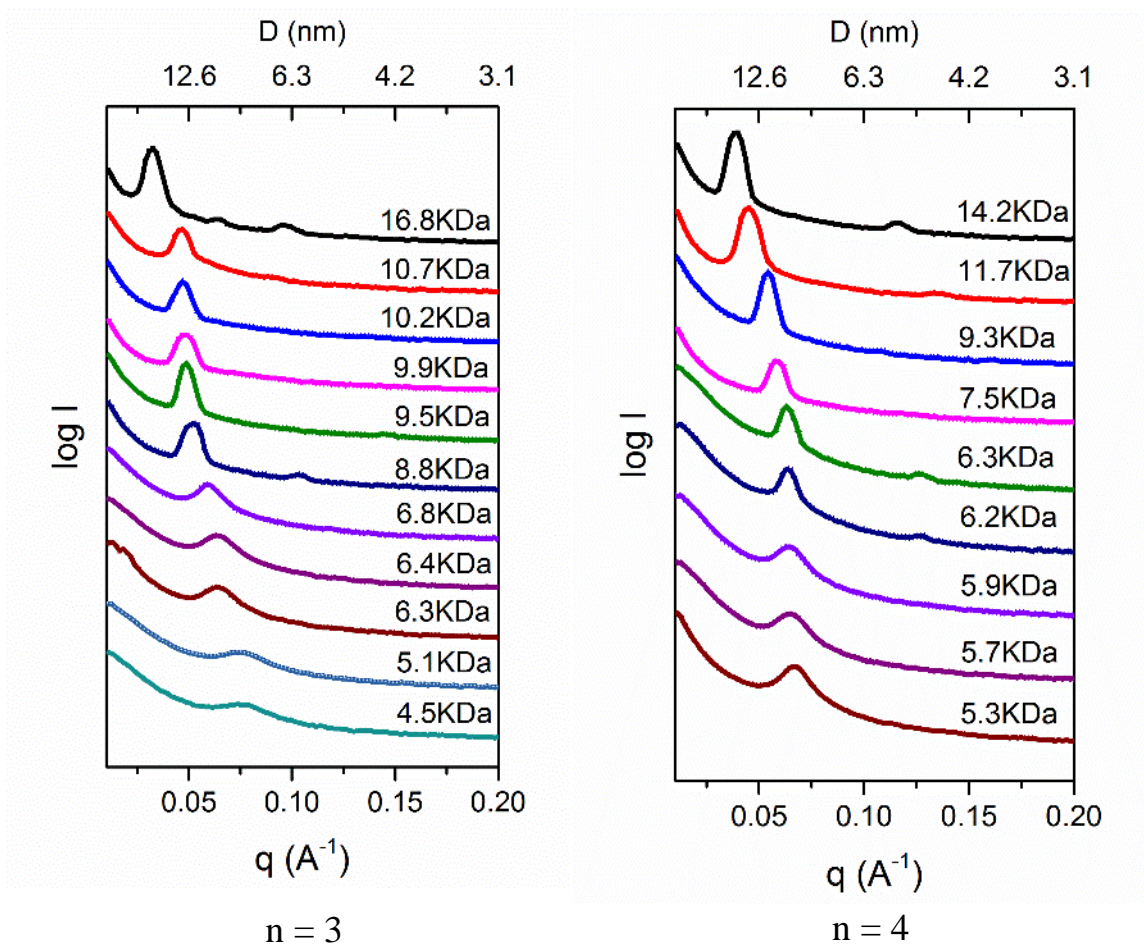 D (nm)
12.6 6.3 4.2 3.1
16.8KDa
10.7KDa
10.2KDa
9.9KDa
9.5KDa
8.8KDa
6.8KDa
6.4KDa
6.3KDa
5.1KDa
4.5KDa
log I
0.05 0.10 0.15 0.20
q (A⁻¹)
n = 3
D (nm)
12.6 6.3 4.2 3.1
14.2KDa
11.7KDa
9.3KDa
7.5KDa
6.3KDa
6.2KDa
5.9KDa
5.7KDa
5.3KDa
log I
0.05 0.10 0.15 0.20
q (A⁻¹)
n = 4